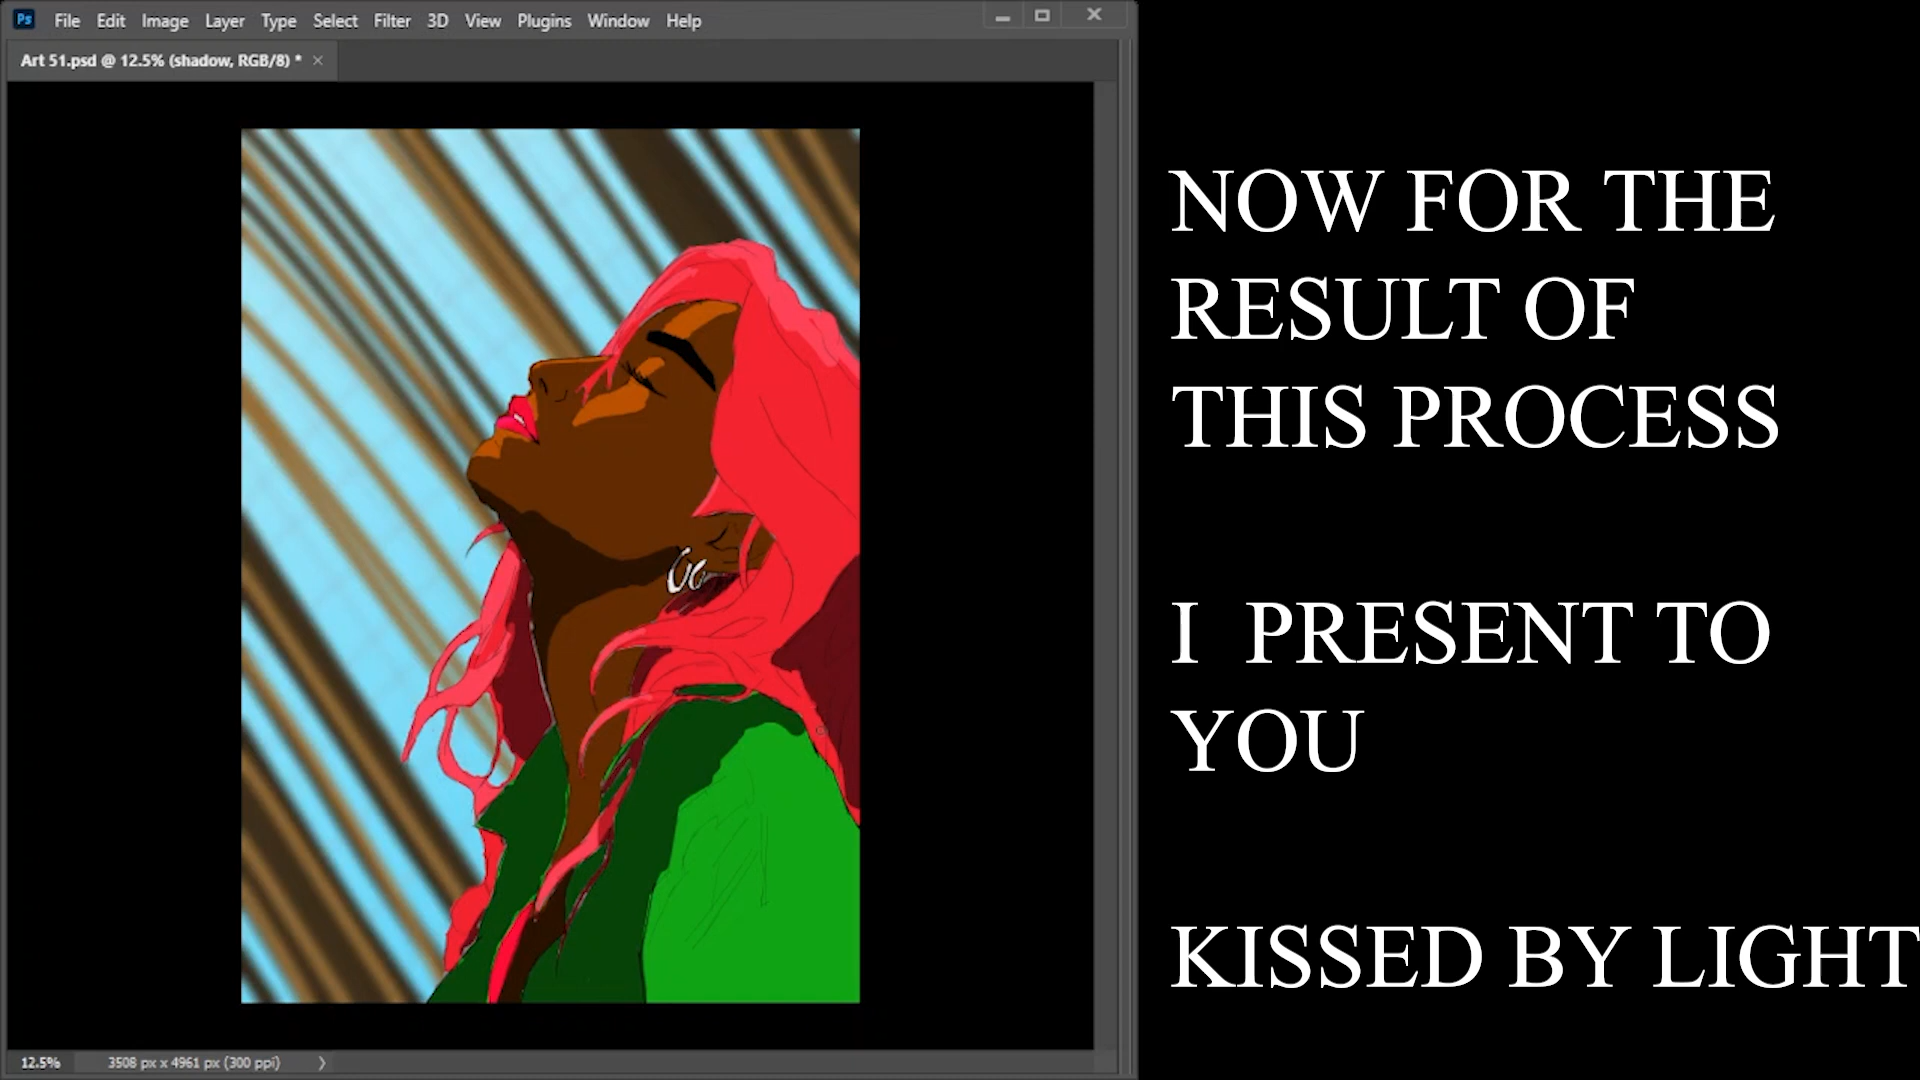 Ps File Edit Image Layer Type Select Filter 3D View Plugins Window Help
Art 51.psd @ 12.5% (shadow, RGB/8) *
NOW FOR THE
RESULT OF
THIS PROCESS
I PRESENT TO
YOU
KISSED BY LIGHT
12.5% 3508 px x 4961 px (300 ppi)